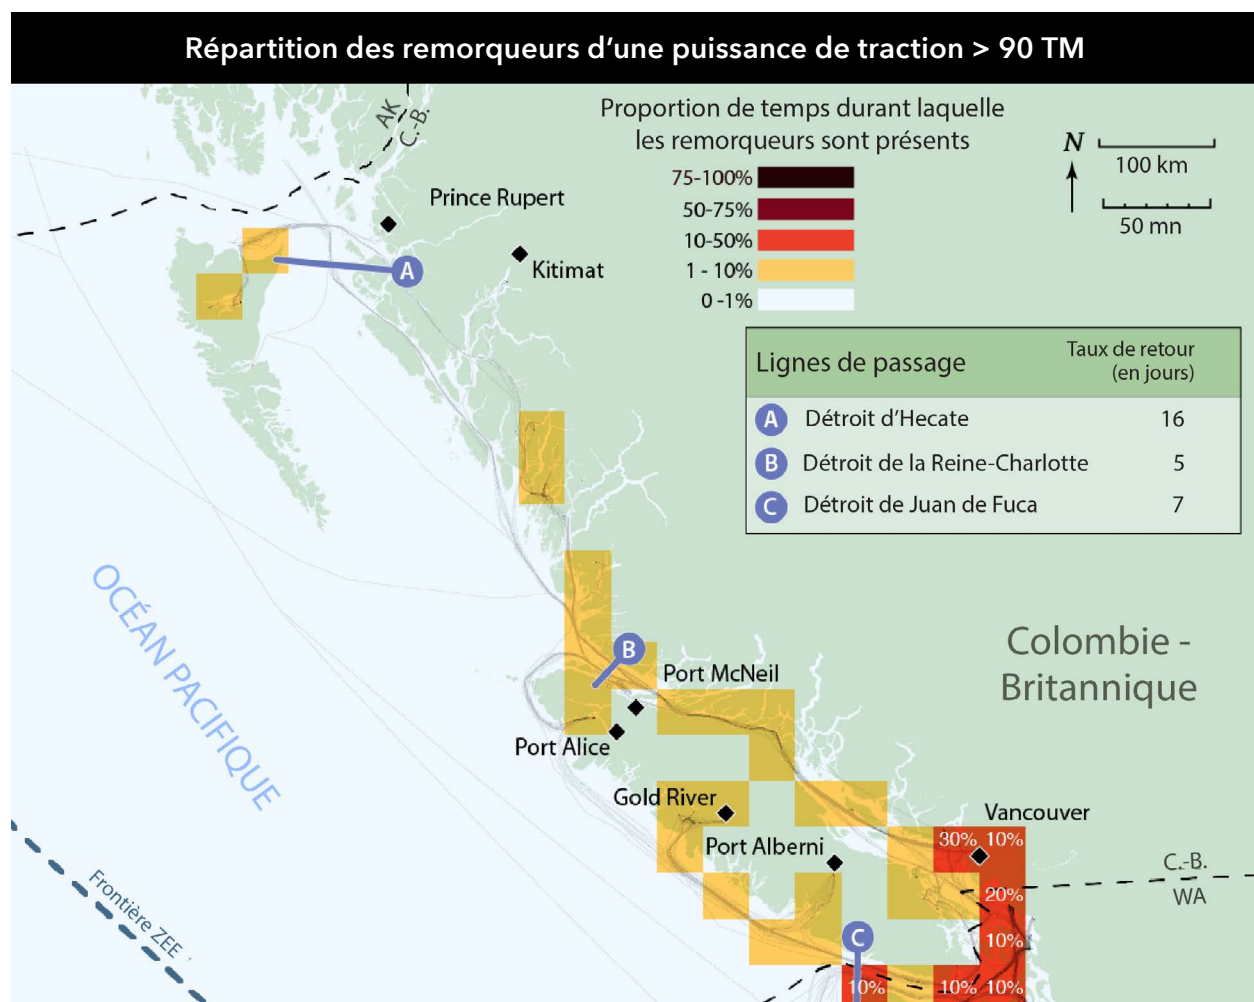 Répartition des remorqueurs d’une puissance de traction > 90 TM
AK
C.-B.
Proportion de temps durant laquelle
les remorqueurs sont présents
75-100%
50-75%
10-50%
1 - 10%
0 -1%
N
100 km
50 mn
Prince Rupert
Kitimat
A
Lignes de passage
Taux de retour
(en jours)
A Détroit d’Hecate 16
B Détroit de la Reine-Charlotte 5
C Détroit de Juan de Fuca 7
OCÉAN PACIFIQUE
Colombie -
Britannique
B
Port McNeil
Port Alice
Gold River
Vancouver
Port Alberni
30% 10%
C.-B.
WA
20%
Frontière ZEE
C
10%
10%
10% 10%